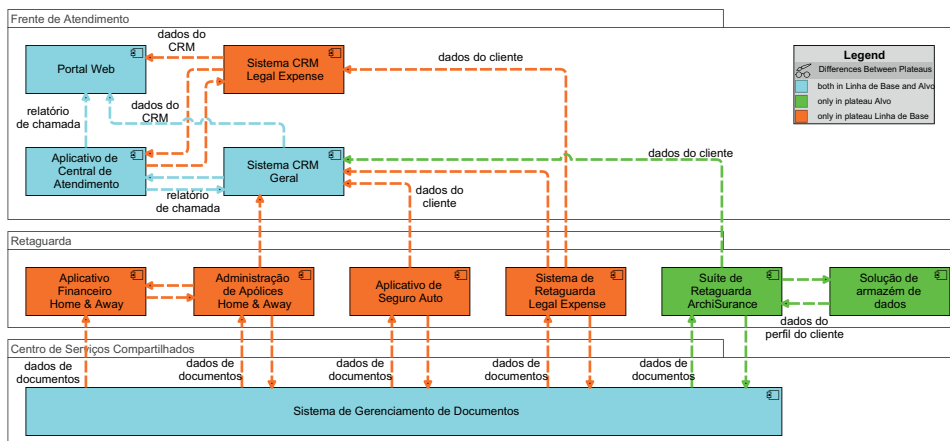 Frente de Atendimento
Portal Web
dados do
CRM
Sistema CRM
Legal Expense
dados do cliente
Legend
Differences Between Plateaus
both in Linha de Base and Alvo
only in plateau Alvo
only in plateau Linha de Base
relatório
de chamada
dados do
CRM
Aplicativo de
Central de
Atendimento
Sistema CRM
Geral
dados do cliente
relatório
de chamada
dados do
cliente
Retaguarda
Aplicativo
Financeiro
Home & Away
Administração
de Apólices
Home & Away
Aplicativo de
Seguro Auto
Sistema de
Retaguarda
Legal Expense
Suíte de
Retaguarda
ArchiSurance
Solução de
armazém de
dados
dados do
perfil do cliente
Centro de Serviços Compartilhados
dados de
documentos
dados de
documentos
dados de
documentos
dados de
documentos
dados de
documentos
Sistema de Gerenciamento de Documentos